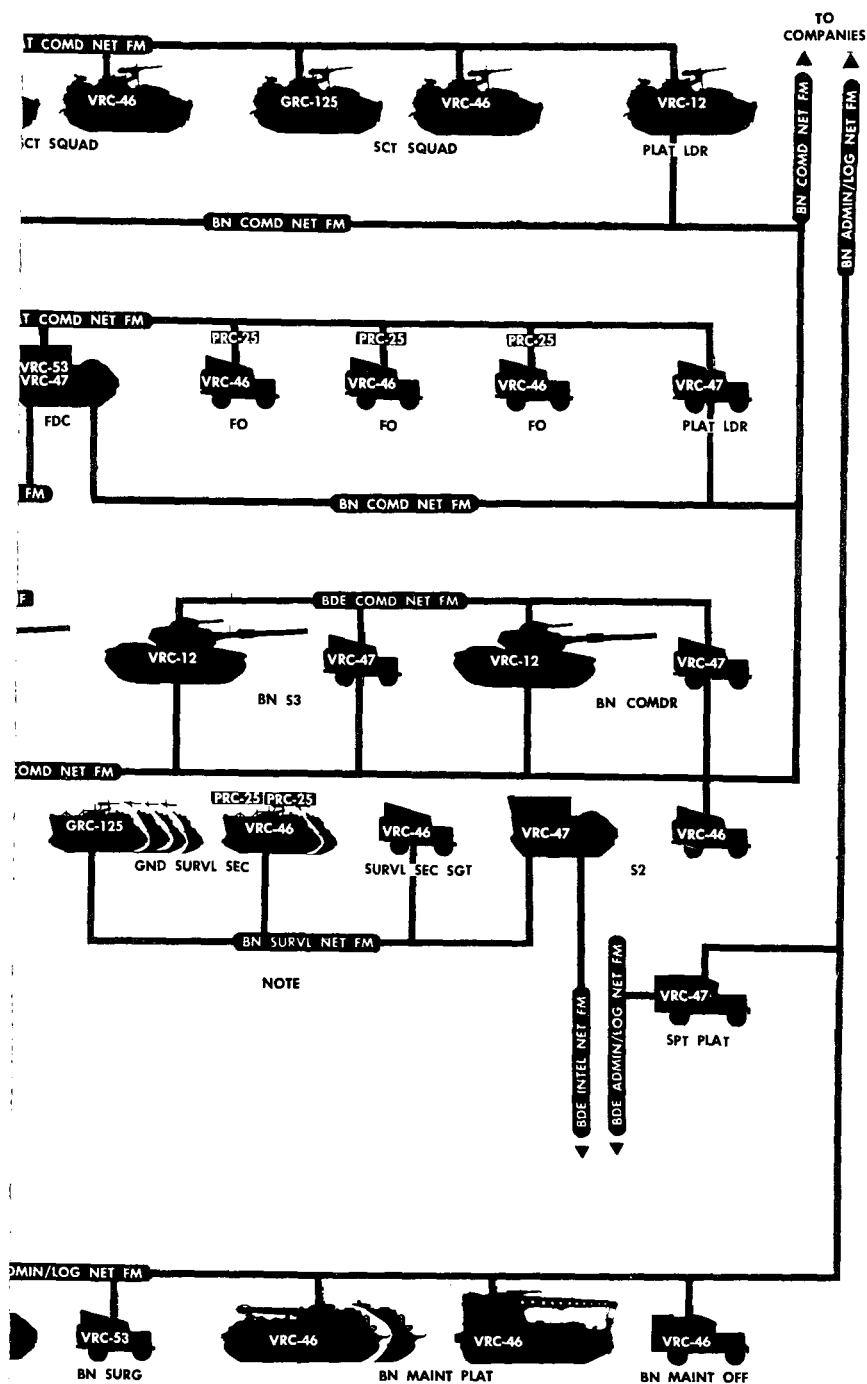 TO
COMPANIES
T COMD NET FM
VRC-46
GRC-125
VRC-46
VRC-12
SCT SQUAD
SCT SQUAD
PLAT LDR
BN COMD NET FM
BN ADMIN/LOG NET FM
BN COMD NET FM
T COMD NET FM
PRC-25
PRC-25
PRC-25
VRC-53
VRC-47
VRC-46
VRC-46
VRC-46
VRC-47
FDC
FO
FO
FO
PLAT LDR
FM
BN COMD NET FM
F
BDE COMD NET FM
VRC-12
VRC-47
VRC-12
VRC-47
BN S3
BN COMDR
COMD NET FM
PRC-25
PRC-25
GRC-125
VRC-46
VRC-46
VRC-47
VRC-46
GND SURVL SEC
SURVL SEC SGT
S2
BN SURVL NET FM
NOTE
BDE INTEL NET FM
BDE ADMIN/LOG NET FM
VRC-47
SPT PLAT
DMIN/LOG NET FM
VRC-53
VRC-46
VRC-46
VRC-46
BN SURG
BN MAINT PLAT
BN MAINT OFF